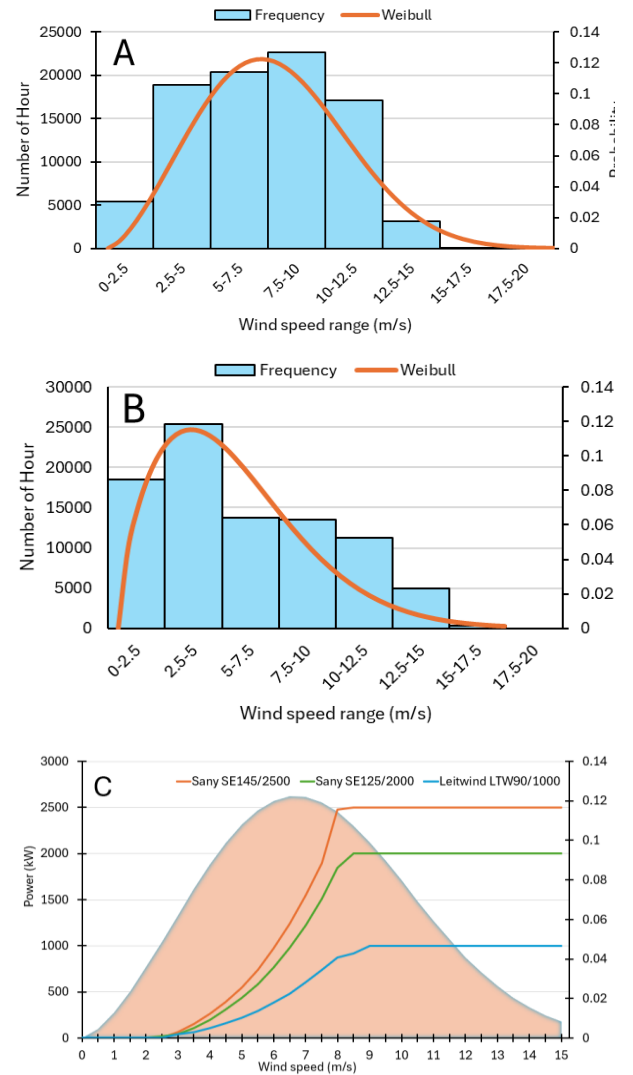 Frequency Weibull
A
25000 0.14
20000 0.12
15000 0.1
10000 0.08
5000 0.06
0 0.04
0.02
0
Number of Hour
0-2.5 2.5-5 5-7.5 7.5-10 10-12.5 12.5-15 15-17.5 17.5-20
Wind speed range (m/s)
Frequency Weibull
B
30000 0.14
25000 0.12
20000 0.1
15000 0.08
10000 0.06
5000 0.04
0 0.02
0
Number of Hour
0-2.5 2.5-5 5-7.5 7.5-10 10-12.5 12.5-15 15-17.5 17.5-20
Wind speed range (m/s)
C
Sany SE145/2500 Sany SE125/2000 Leitwind LTW90/1000
3000 0.14
2500 0.12
2000 0.1
1500 0.08
1000 0.06
500 0.04
0 0.02
0
Power (kW)
0 1 2 3 4 5 6 7 8 9 10 11 12 13 14 15
Wind speed (m/s)